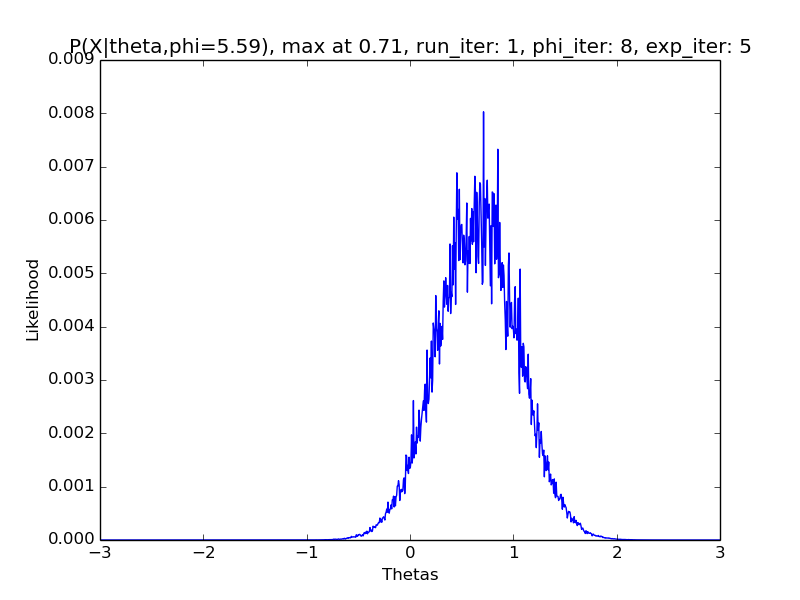 P(X|theta,phi=5.59), max at 0.71, run_iter: 1, phi_iter: 8, exp_iter: 5
0.009
0.008
0.007
0.006
0.005
0.004
0.003
0.002
0.001
0.000
Likelihood
−3 −2 −1 0 1 2 3
Thetas